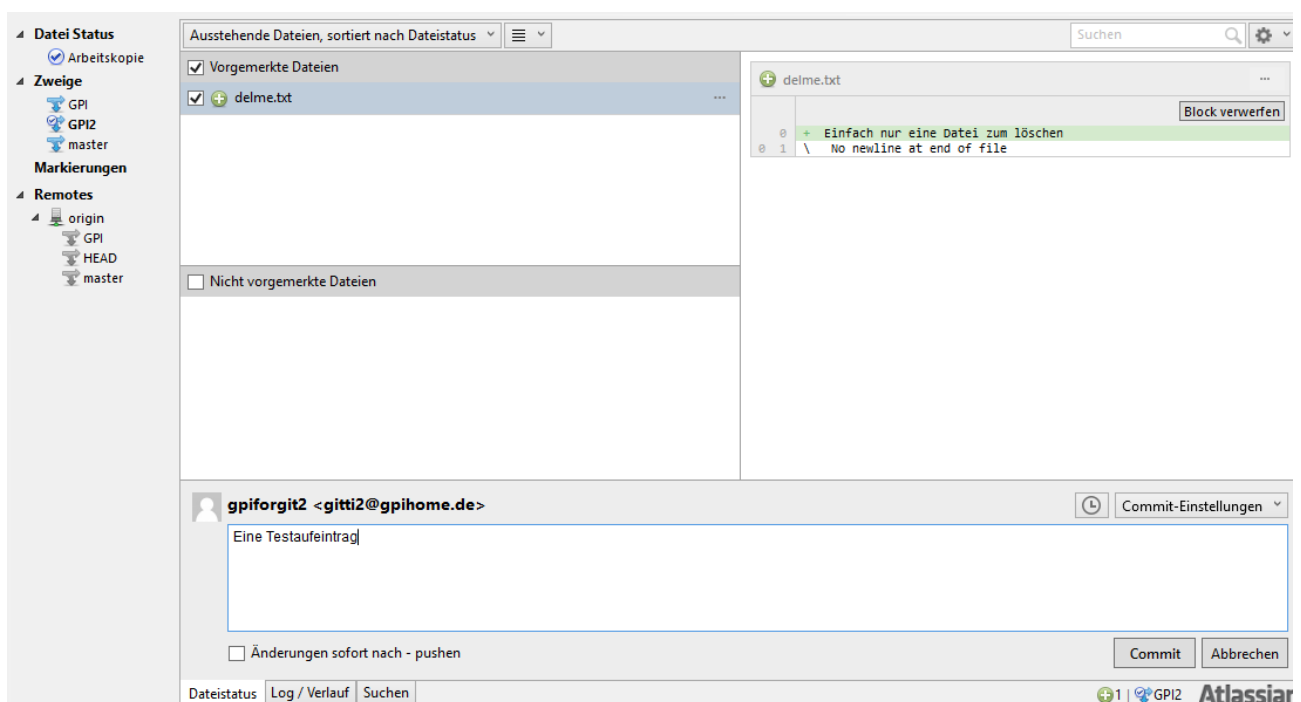 Datei Status
Arbeitskopie
Zweige
GPI
GPI2
master
Markierungen
Remotes
origin
GPI
HEAD
master
Ausstehende Dateien, sortiert nach Dateistatus
Suchen
Vorgemerkte Dateien
delme.txt ...
Nicht vorgemerkte Dateien
delme.txt ...
Block verwerfen
0 + Einfach nur eine Datei zum löschen
0 1 \ No newline at end of file
gpiforgit2 <gitti2@gpihome.de>
Commit-Einstellungen
Eine Testaufeintrag
Änderungen sofort nach - pushen
Commit Abbrechen
Dateistatus Log / Verlauf Suchen
1 | GPI2 Atlassian